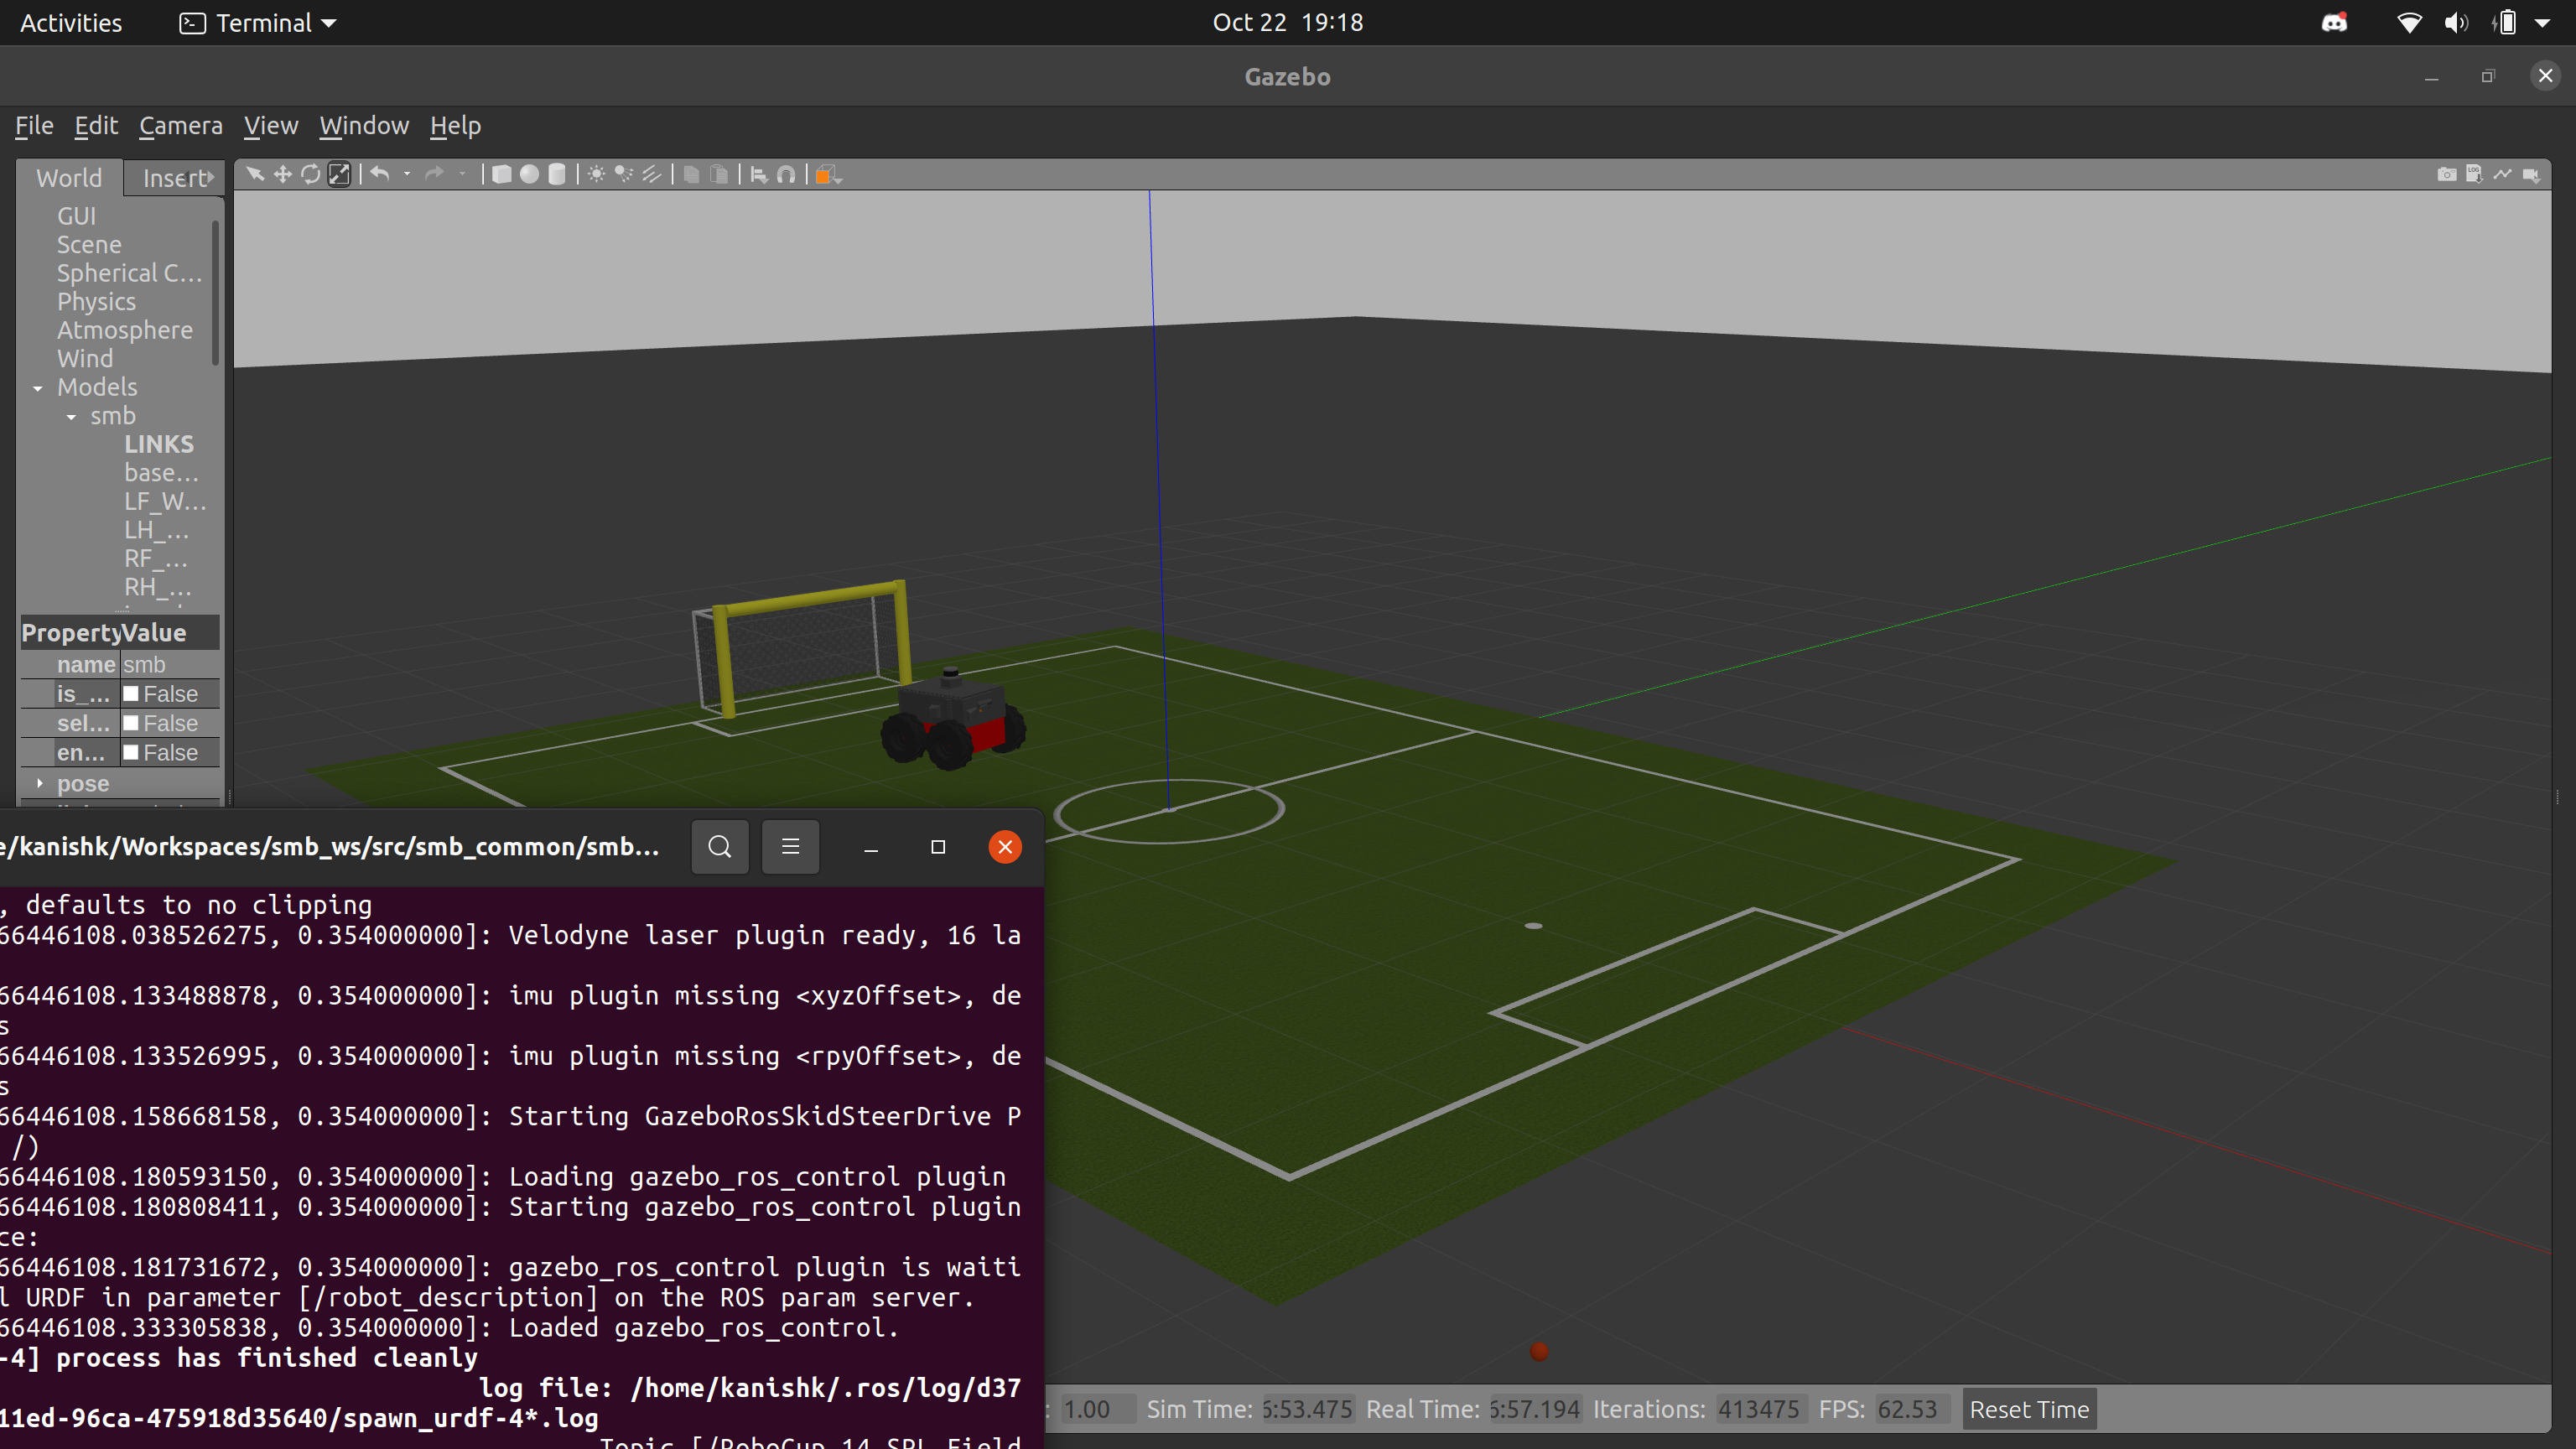 Activities
Terminal
Oct 22 19:18
Gazebo
File Edit Camera View Window Help
World Insert
GUI
Scene
Spherical C...
Physics
Atmosphere
Wind
Models
smb
LINKS
base...
LF_W...
LH_...
RF_...
RH_...
Property Value
name smb
is_... False
sel... False
en... False
pose
e/kanishk/Workspaces/smb_ws/src/smb_common/smb...
, defaults to no clipping
66446108.038526275, 0.354000000]: Velodyne laser plugin ready, 16 la
66446108.133488878, 0.354000000]: imu plugin missing <xyzOffset>, de
s
66446108.133526995, 0.354000000]: imu plugin missing <rpyOffset>, de
s
66446108.158668158, 0.354000000]: Starting GazeboRosSkidSteerDrive P
/)
66446108.180593150, 0.354000000]: Loading gazebo_ros_control plugin
66446108.180808411, 0.354000000]: Starting gazebo_ros_control plugin
ce:
66446108.181731672, 0.354000000]: gazebo_ros_control plugin is waiti
l URDF in parameter [/robot_description] on the ROS param server.
66446108.333305838, 0.354000000]: Loaded gazebo_ros_control.
-4] process has finished cleanly
log file: /home/kanishk/.ros/log/d37
11ed-96ca-475918d35640/spawn_urdf-4*.log
Topic [/RoboCup 14 SPL Field
: 1.00 Sim Time: 6:53.475 Real Time: 6:57.194 Iterations: 413475 FPS: 62.53 Reset Time